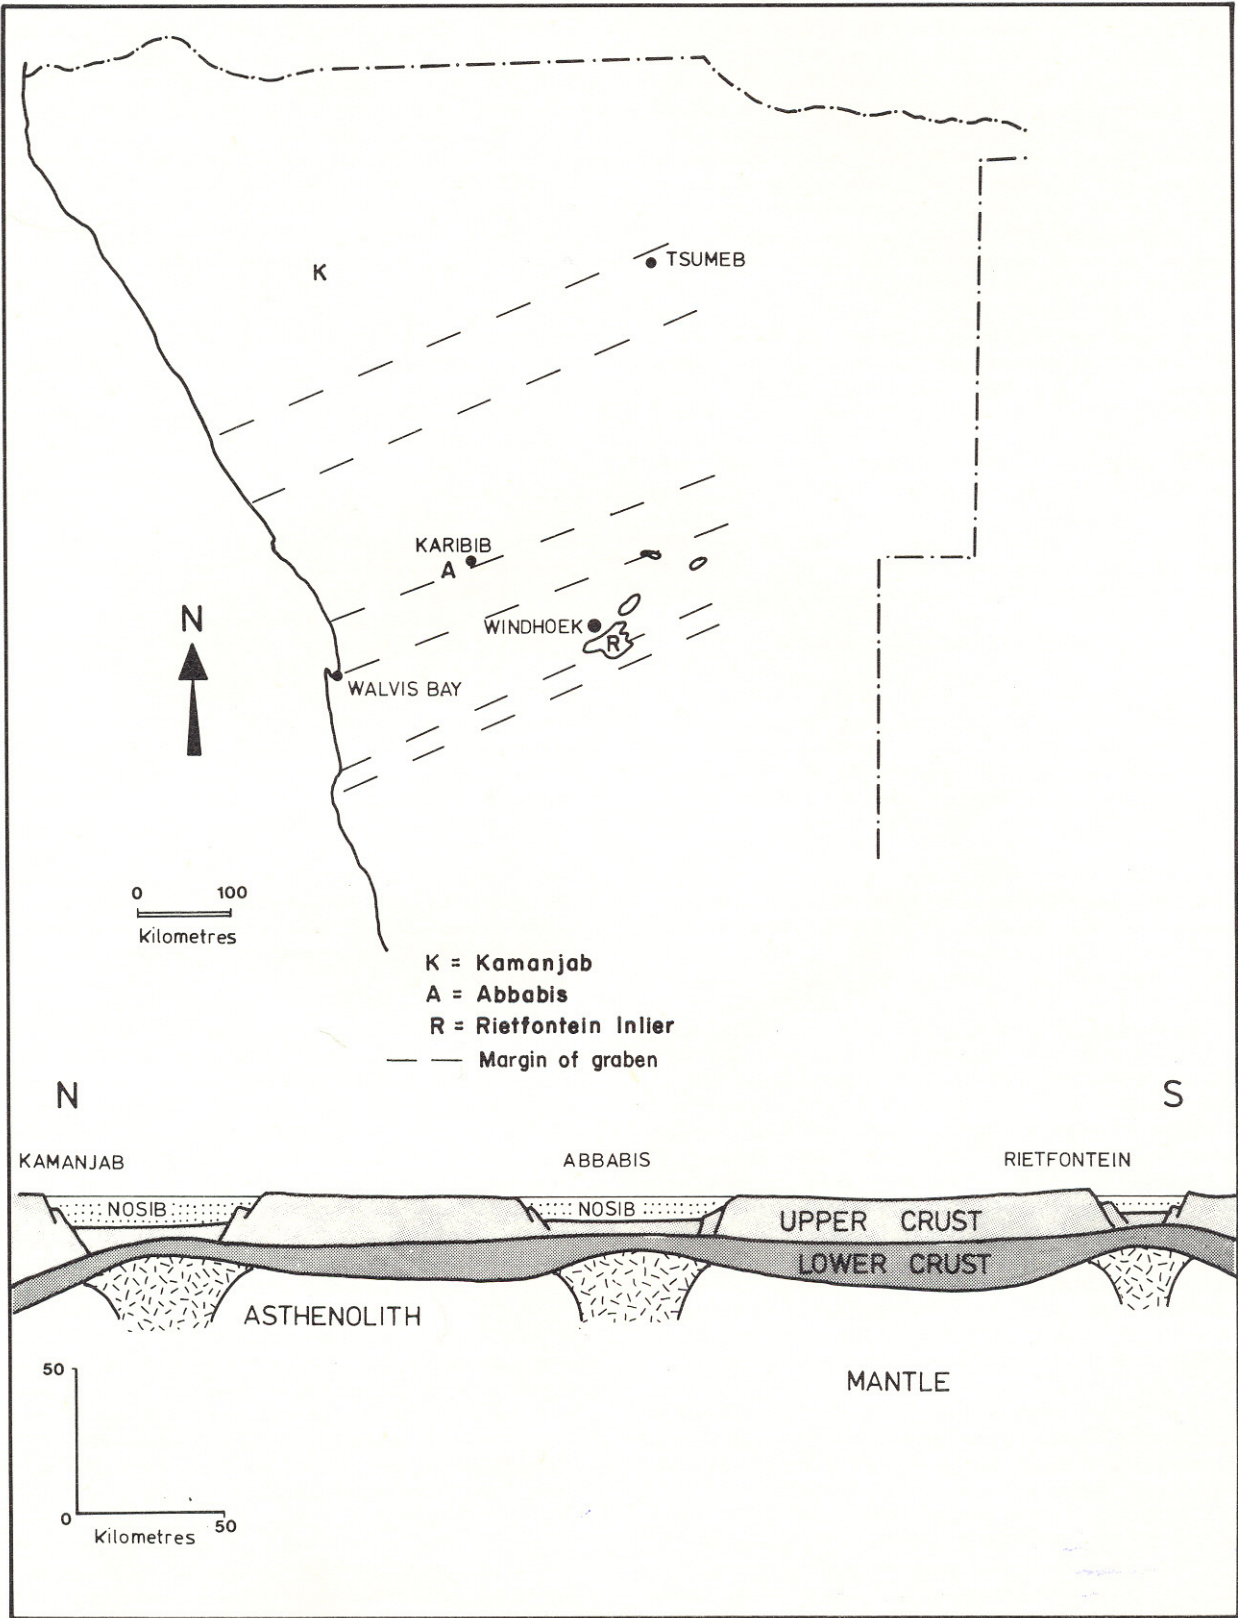 K
TSUMEB
KARIBIB
A
N
WINDHOEK
R
WALVIS BAY
0 100
kilometres
K = Kamanjab
A = Abbabis
R = Rietfontein Inlier
Margin of graben
N S
KAMANJAB ABBABIS RIETFONTEIN
NOSIB NOSIB
UPPER CRUST
LOWER CRUST
ASTHENOLITH
50
MANTLE
0 50
Kilometres